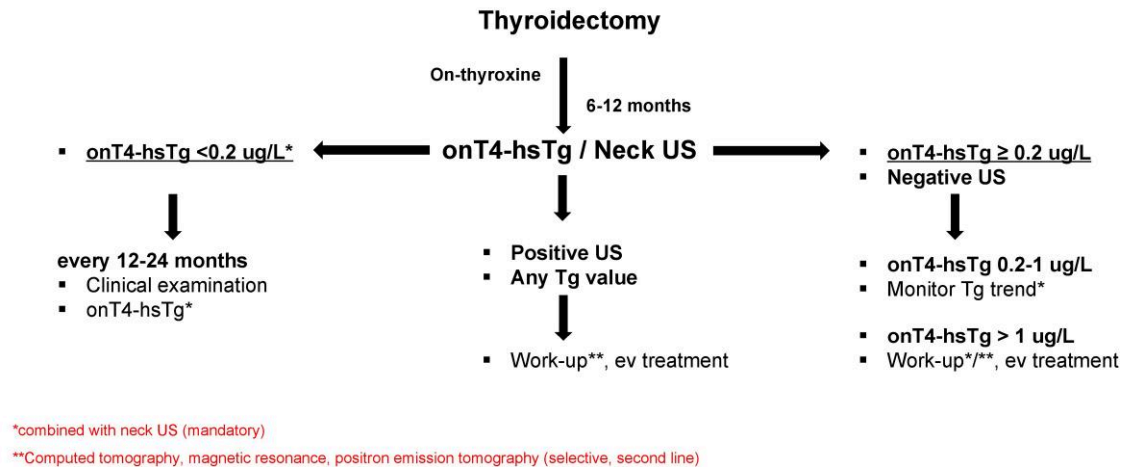 Thyroidectomy
On-thyroxine
6-12 months
onT4-hsTg / Neck US
▪ onT4-hsTg <0.2 ug/L*
every 12-24 months
▪ Clinical examination
▪ onT4-hsTg*
▪ Positive US
▪ Any Tg value
▪ Work-up**, ev treatment
▪ onT4-hsTg ≥ 0.2 ug/L
▪ Negative US
▪ onT4-hsTg 0.2-1 ug/L
▪ Monitor Tg trend*
▪ onT4-hsTg > 1 ug/L
▪ Work-up*/**, ev treatment
*combined with neck US (mandatory)
**Computed tomography, magnetic resonance, positron emission tomography (selective, second line)